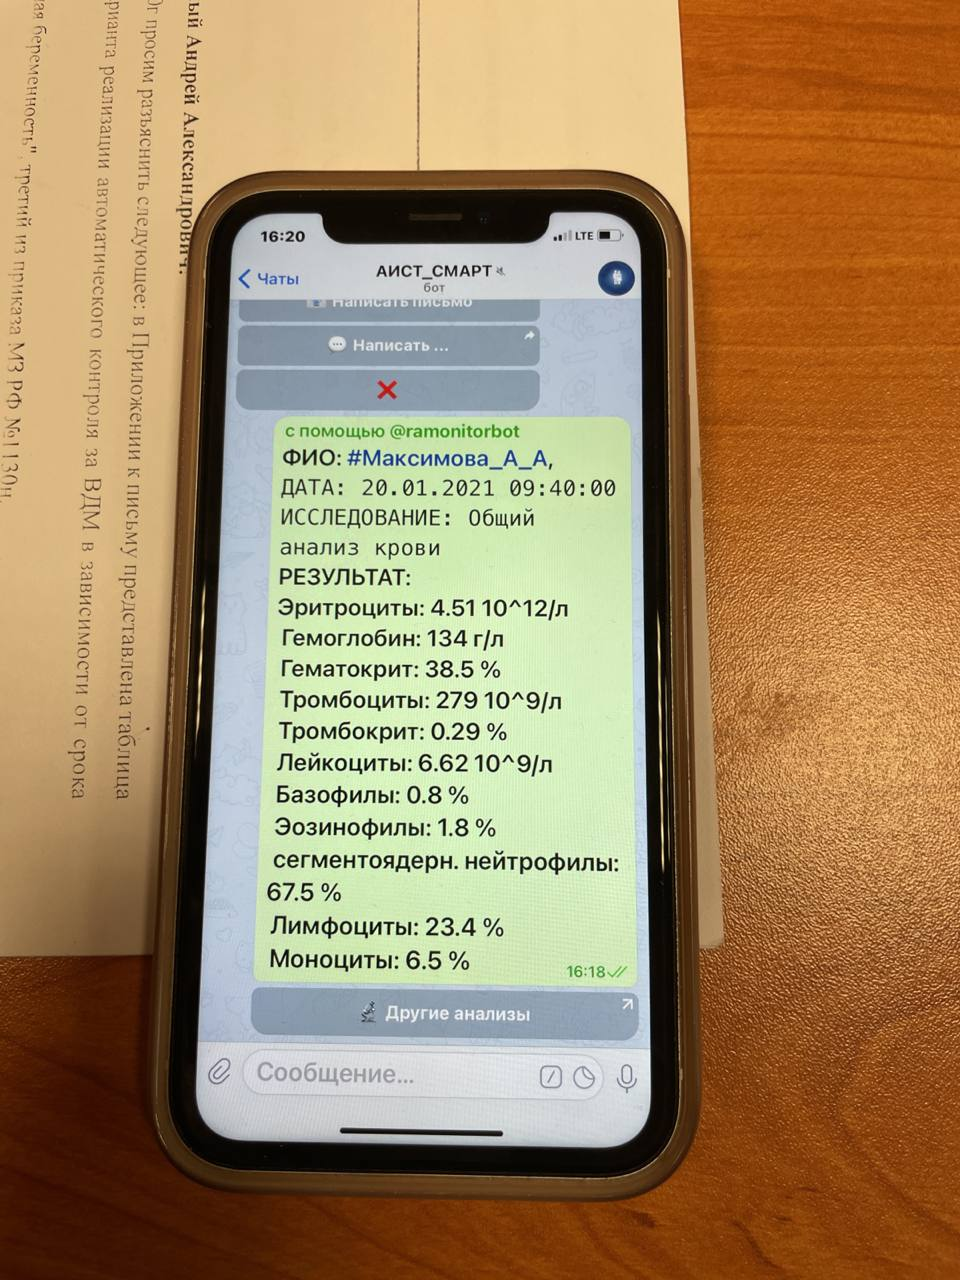 ый Андрей Александрович.
Ог просим разъяснить следующее: в Приложении к письму представлена таблица
рианта реализации автоматического контроля за ВДМ в зависимости от срока
ая беременность", третий из приказа МЗ РФ №1130н.
16:20
LTE
Чаты
АИСТ_СМАРТ
бот
Написать письмо
Написать ...
с помощью @ramonitorbot
ФИО: #Максимова_А_А,
ДАТА: 20.01.2021 09:40:00
ИССЛЕДОВАНИЕ: Общий
анализ крови
РЕЗУЛЬТАТ:
Эритроциты: 4.51 10^12/л
Гемоглобин: 134 г/л
Гематокрит: 38.5 %
Тромбоциты: 279 10^9/л
Тромбокрит: 0.29 %
Лейкоциты: 6.62 10^9/л
Базофилы: 0.8 %
Эозинофилы: 1.8 %
сегментоядерн. нейтрофилы:
67.5 %
Лимфоциты: 23.4 %
Моноциты: 6.5 %
16:18
Другие анализы
Сообщение...